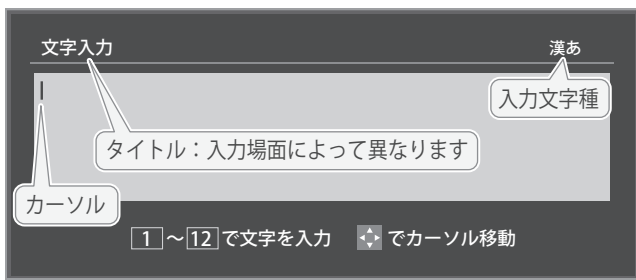 文字入力 漢あ
入力文字種
タイトル：入力場面によって異なります
カーソル
1～12で文字を入力 でカーソル移動